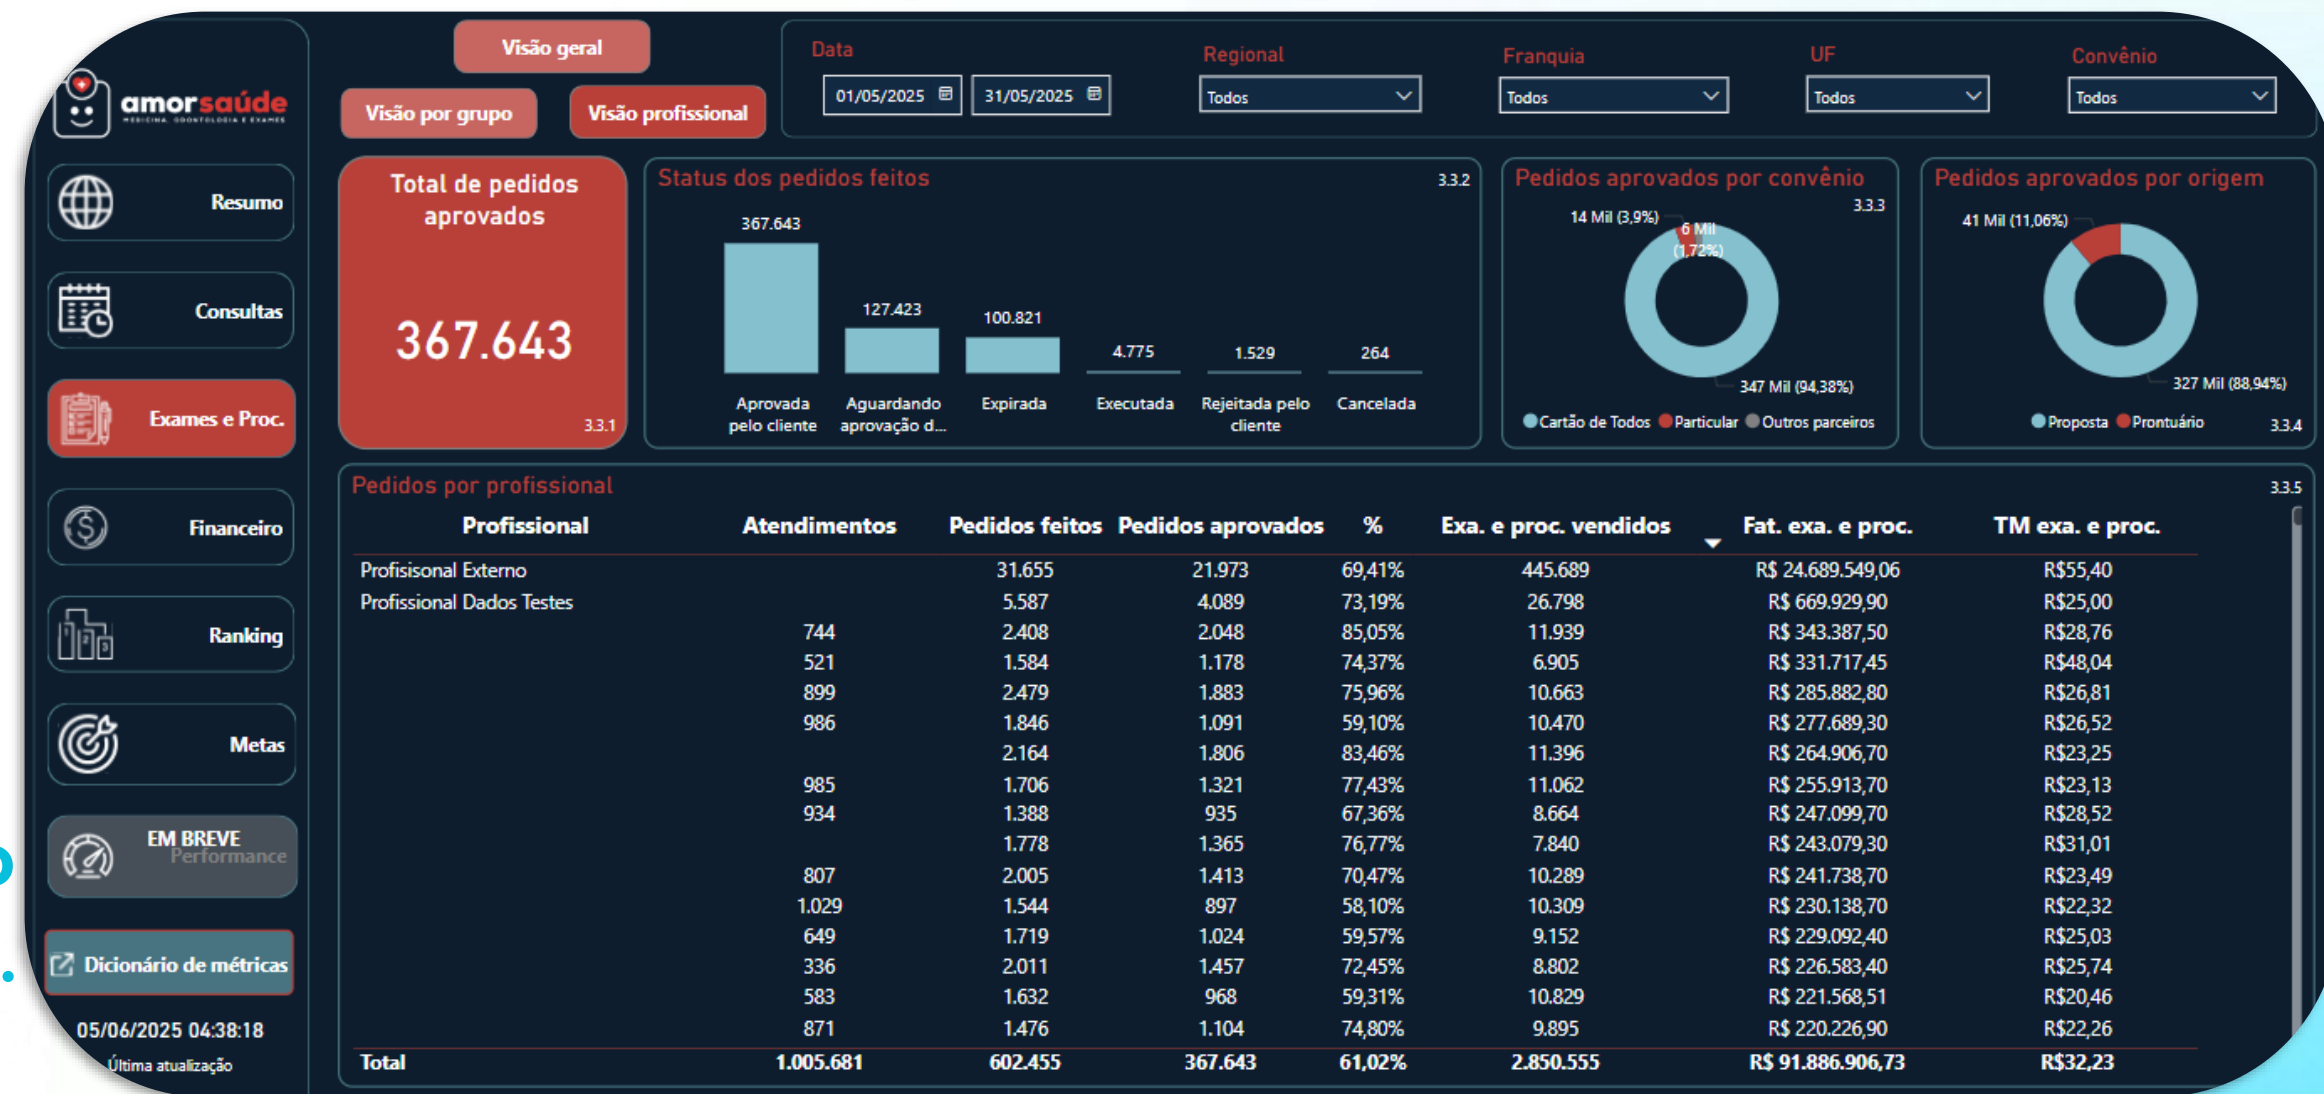 amorsaúde
MEDICINA, ODONTOLOGIA E EXAMES
Resumo
Consultas
Exames e Proc.
Financeiro
Ranking
Metas
EM BREVE
Performance
Dicionário de métricas
05/06/2025 04:38:18
Última atualização
Visão geral
Visão por grupo
Visão profissional
Data
01/05/2025
31/05/2025
Regional
Todos
Franquia
Todos
UF
Todos
Convênio
Todos
Total de pedidos
aprovados
367.643
3.3.1
Status dos pedidos feitos
3.3.2
367.643
127.423
100.821
4.775
1.529
264
Aprovada
pelo cliente
Aguardando
aprovação d...
Expirada
Executada
Rejeitada pelo
cliente
Cancelada
Pedidos aprovados por convênio
3.3.3
14 Mil (3,9%)
6 Mil
(1,72%)
347 Mil (94,38%)
Cartão de Todos Particular Outros parceiros
Pedidos aprovados por origem
41 Mil (11,06%)
327 Mil (88,94%)
Proposta Prontuário
3.3.4
Pedidos por profissional
3.3.5
Profissional Atendimentos Pedidos feitos Pedidos aprovados % Exa. e proc. vendidos Fat. exa. e proc. TM exa. e proc.
Profisisonal Externo 31.655 21.973 69,41% 445.689 R$ 24.689.549,06 R$55,40
Profissional Dados Testes 5.587 4.089 73,19% 26.798 R$ 669.929,90 R$25,00
744 2.408 2.048 85,05% 11.939 R$ 343.387,50 R$28,76
521 1.584 1.178 74,37% 6.905 R$ 331.717,45 R$48,04
899 2.479 1.883 75,96% 10.663 R$ 285.882,80 R$26,81
986 1.846 1.091 59,10% 10.470 R$ 277.689,30 R$26,52
2.164 1.806 83,46% 11.396 R$ 264.906,70 R$23,25
985 1.706 1.321 77,43% 11.062 R$ 255.913,70 R$23,13
934 1.388 935 67,36% 8.664 R$ 247.099,70 R$28,52
1.778 1.365 76,77% 7.840 R$ 243.079,30 R$31,01
807 2.005 1.413 70,47% 10.289 R$ 241.738,70 R$23,49
1.029 1.544 897 58,10% 10.309 R$ 230.138,70 R$22,32
649 1.719 1.024 59,57% 9.152 R$ 229.092,40 R$25,03
336 2.011 1.457 72,45% 8.802 R$ 226.583,40 R$25,74
583 1.632 968 59,31% 10.829 R$ 221.568,51 R$20,46
871 1.476 1.104 74,80% 9.895 R$ 220.226,90 R$22,26
Total 1.005.681 602.455 367.643 61,02% 2.850.555 R$ 91.886.906,73 R$32,23